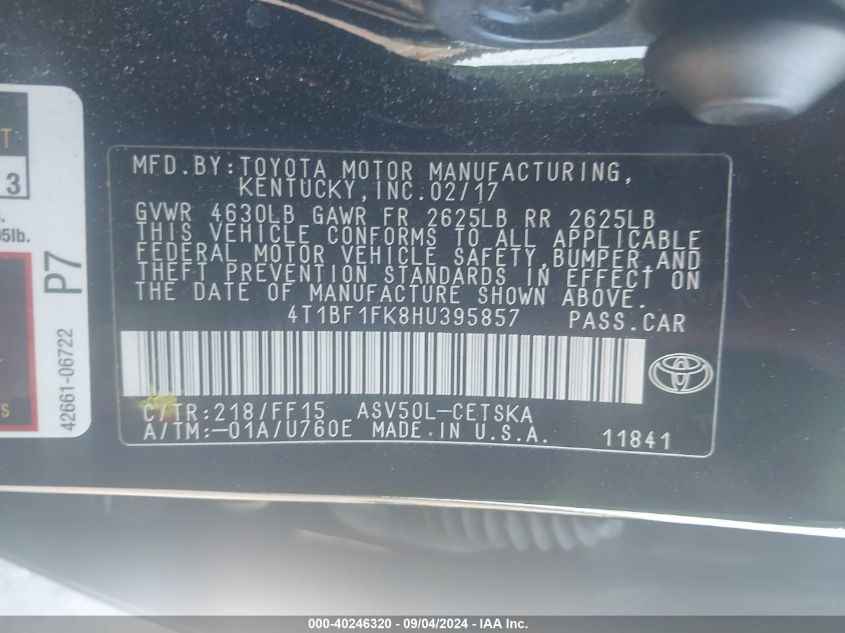 MFD.BY:TOYOTA MOTOR MANUFACTURING,
KENTUCKY,INC.02/17
GVWR 4630LB GAWR FR 2625LB RR 2625LB
THIS VEHICLE CONFORMS TO ALL APPLICABLE
FEDERAL MOTOR VEHICLE SAFETY,BUMPER,AND
THEFT PREVENTION STANDARDS IN EFFECT ON
THE DATE OF MANUFACTURE SHOWN ABOVE.
4T1BF1FK8HU395857 PASS.CAR
C/TR:218/FF15 ASV50L-CETSKA
A/TM:-01A/U760E MADE IN U.S.A. 11841
T
3
5lb.
P7
42661-06722
TS
000-40246320 - 09/04/2024 - IAA Inc.